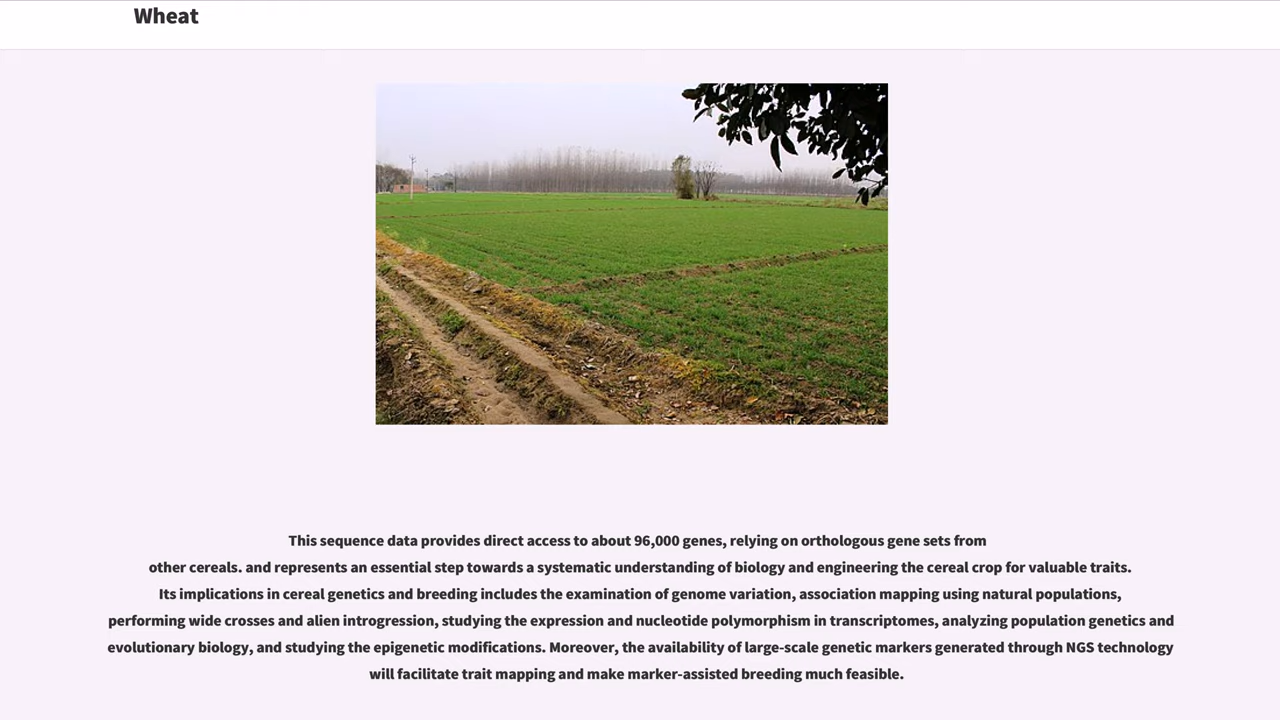 Wheat
This sequence data provides direct access to about 96,000 genes, relying on orthologous gene sets from
other cereals. and represents an essential step towards a systematic understanding of biology and engineering the cereal crop for valuable traits.
Its implications in cereal genetics and breeding includes the examination of genome variation, association mapping using natural populations,
performing wide crosses and alien introgression, studying the expression and nucleotide polymorphism in transcriptomes, analyzing population genetics and
evolutionary biology, and studying the epigenetic modifications. Moreover, the availability of large-scale genetic markers generated through NGS technology
will facilitate trait mapping and make marker-assisted breeding much feasible.